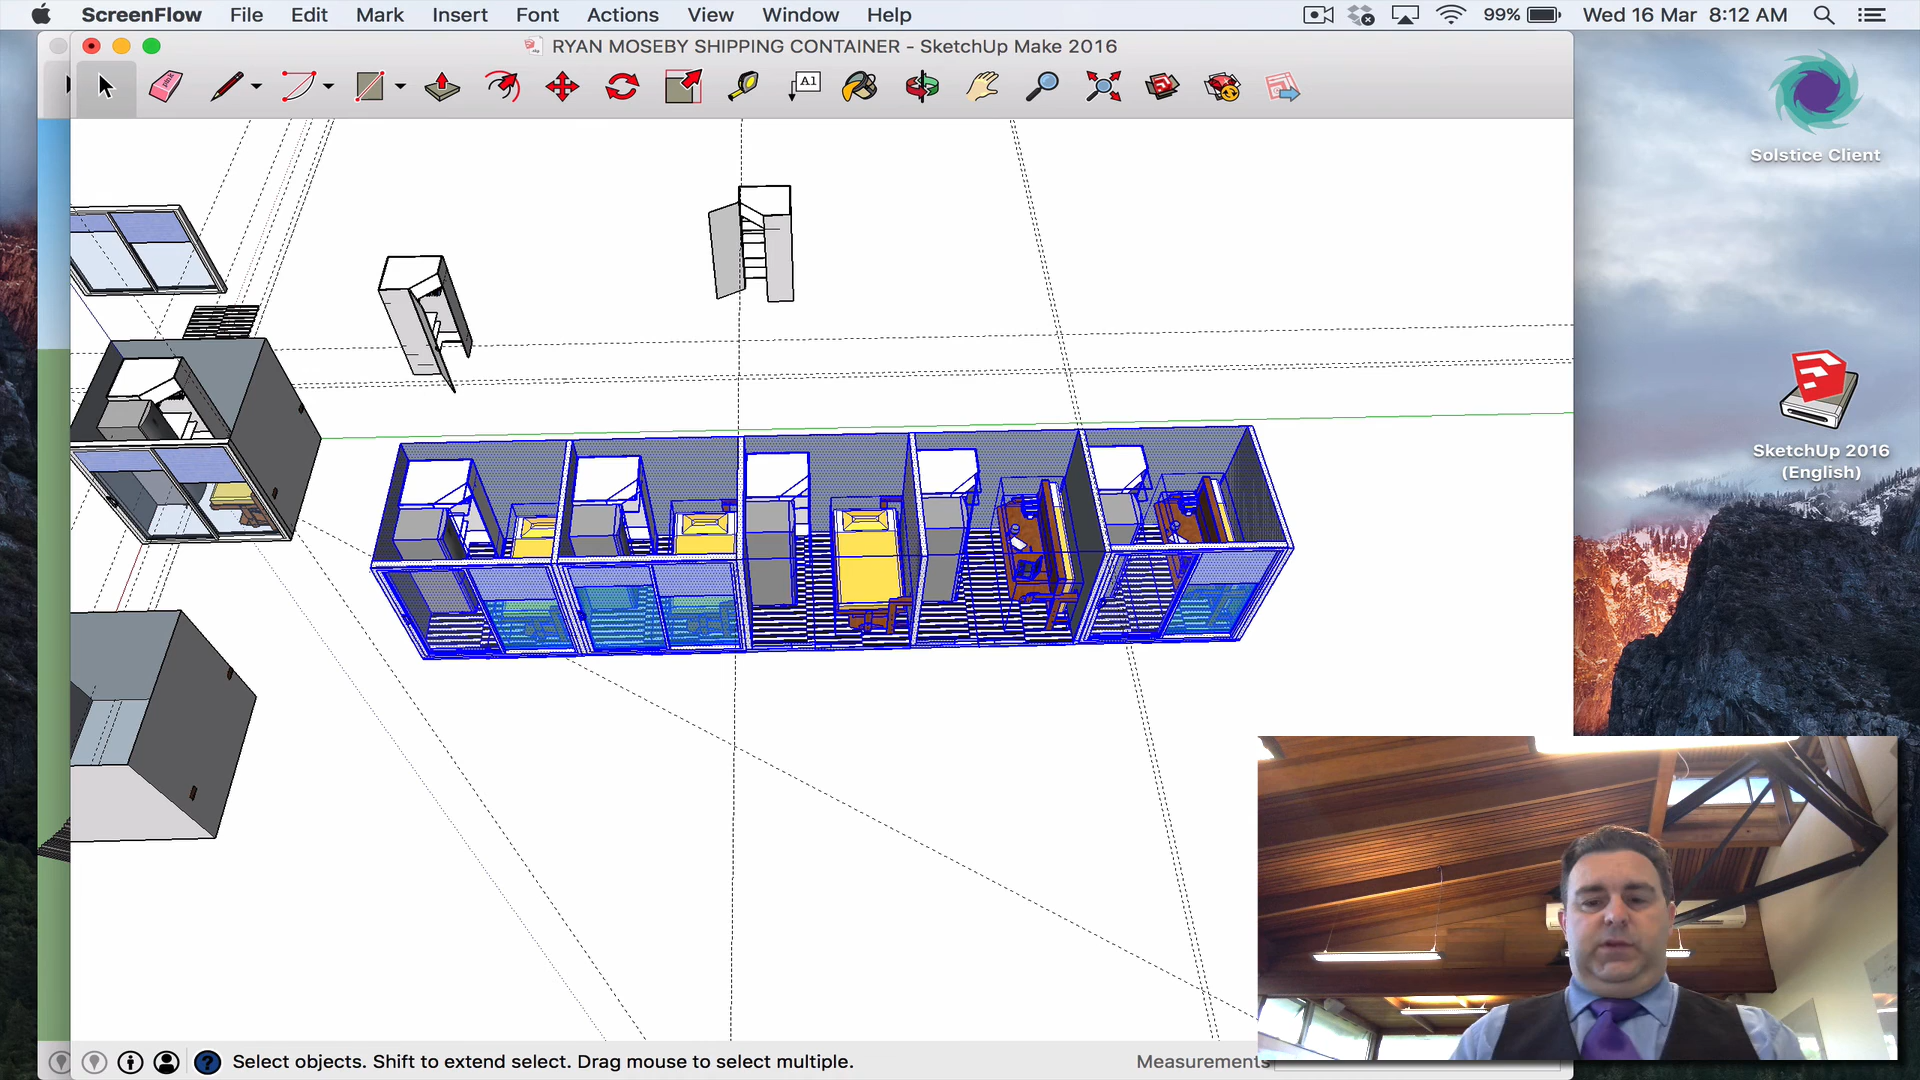 ScreenFlow File Edit Mark Insert Font Actions View Window Help 99% Wed 16 Mar 8:12 AM
RYAN MOSEBY SHIPPING CONTAINER - SketchUp Make 2016
A1
Solstice Client
SketchUp 2016
(English)
Select objects. Shift to extend select. Drag mouse to select multiple.
Measurements